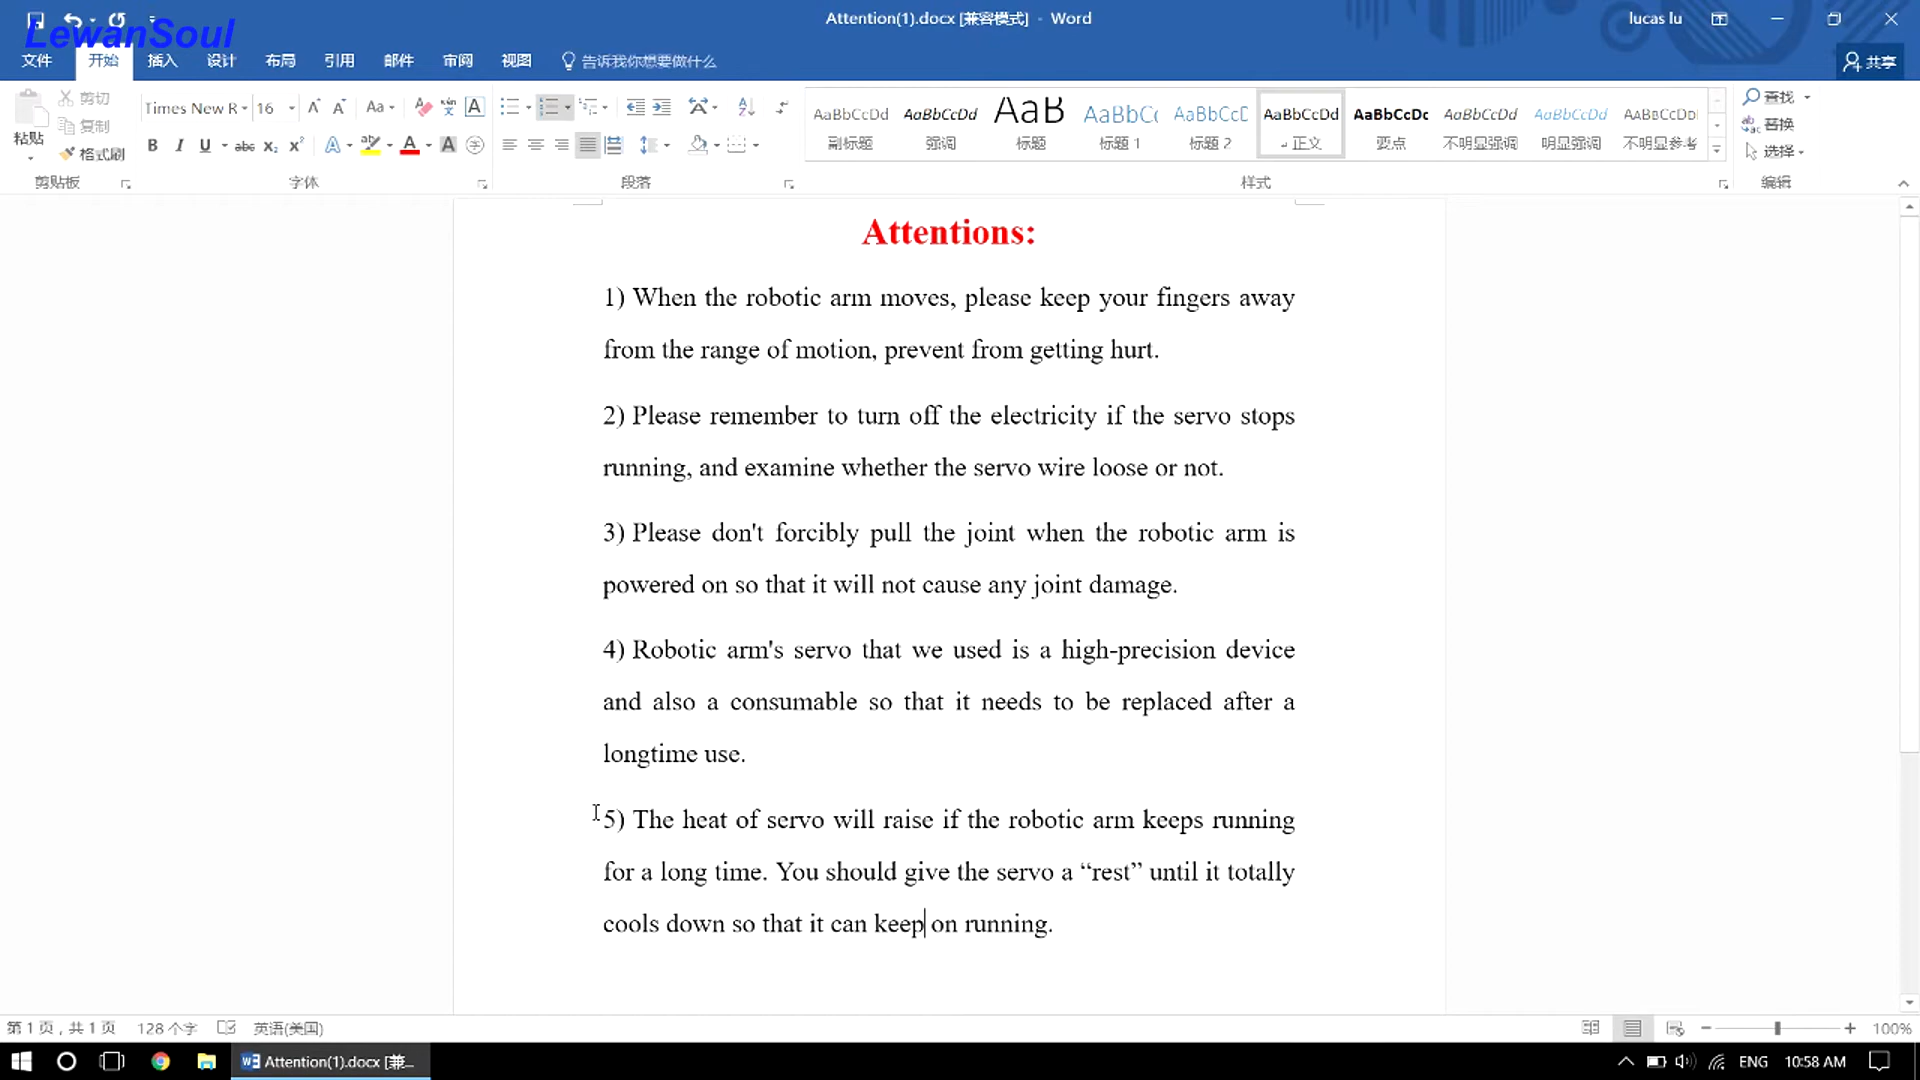 Attention(1).docx [兼容模式] - Word
lucas lu
LewanSoul
文件 开始 插入 设计 布局 引用 邮件 审阅 视图 告诉我你想要做什么 共享
粘贴
剪切
复制
格式刷
剪贴板
Times New R 16
字体
段落
AaBbCcDd 副标题
AaBbCcDd 强调
AaB 标题
AaBbC 标题 1
AaBbCcD 标题 2
AaBbCcDd 正文
AaBbCcDc 要点
AaBbCcDd 不明显强调
AaBbCcDd 明显强调
AaBbCcDd 不明显参考
样式
查找
替换
选择
编辑
Attentions:
1) When the robotic arm moves, please keep your fingers away
from the range of motion, prevent from getting hurt.
2) Please remember to turn off the electricity if the servo stops
running, and examine whether the servo wire loose or not.
3) Please don't forcibly pull the joint when the robotic arm is
powered on so that it will not cause any joint damage.
4) Robotic arm's servo that we used is a high-precision device
and also a consumable so that it needs to be replaced after a
longtime use.
5) The heat of servo will raise if the robotic arm keeps running
for a long time. You should give the servo a “rest” until it totally
cools down so that it can keep on running.
第 1 页，共 1 页 128 个字 英语(美国) 100%
Attention(1).docx [兼... ENG 10:58 AM